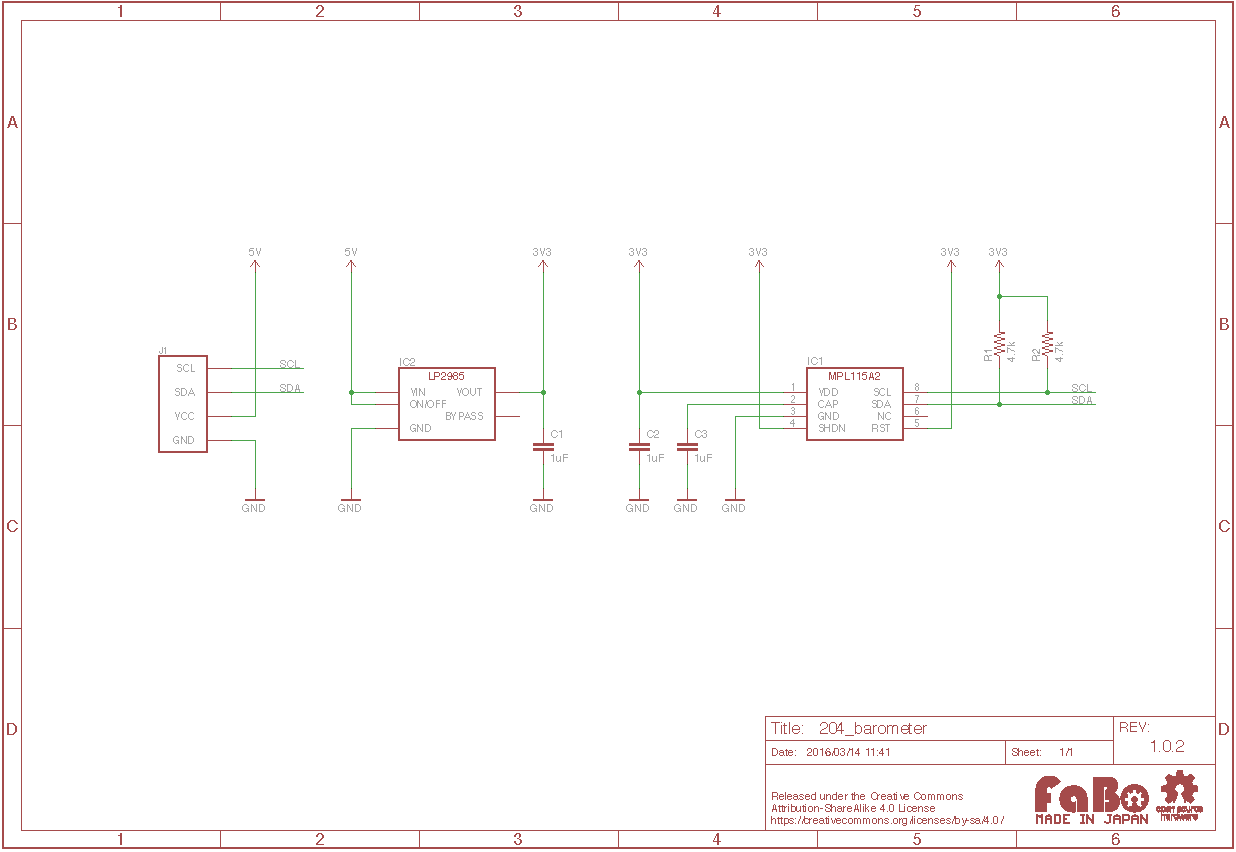 1 2 3 4 5 6
A A
5V 5V 3V3 3V3 3V3 3V3 3V3
B B
J1
SCL SCL
SDA SDA
VCC
GND
IC2
LP2985
VIN VOUT
ON/OFF
BYPASS
GND
C1
1uF
C2
1uF
C3
1uF
IC1
MPL115A2
1 VDD SCL 8 SCL
2 CAP SDA 7 SDA
3 GND NC 6
4 SHDN RST 5
R1
4.7k
R2
4.7k
GND GND GND GND GND GND
C C
D D
Title: 204_barometer
REV:
1.0.2
Date: 2016/03/14 11:41
Sheet: 1/1
Released under the Creative Commons
Attribution-ShareAlike 4.0 License
https://creativecommons.org/licenses/by-sa/4.0/
FaBo
MADE IN JAPAN
open source
hardware
1 2 3 4 5 6